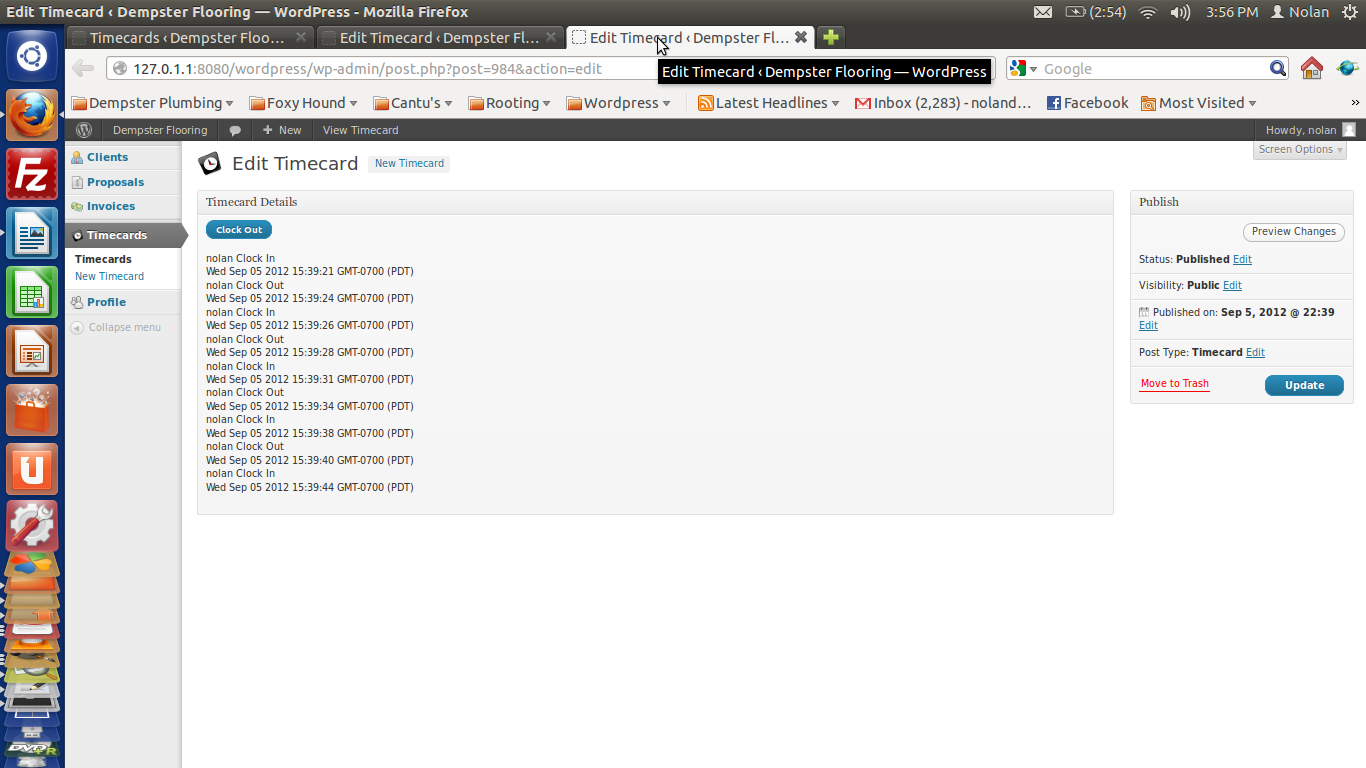 Edit Timecard ‹ Dempster Flooring — WordPress - Mozilla Firefox
(2:54)
3:56 PM
Nolan
Timecards ‹ Dempster Floo...
Edit Timecard ‹ Dempster Fl...
Edit Timecard ‹ Dempster Fl...
127.0.1.1:8080/wordpress/wp-admin/post.php?post=984&action=edit
Edit Timecard ‹ Dempster Flooring — WordPress
Google
Dempster Plumbing
Foxy Hound
Cantu's
Rooting
Wordpress
Latest Headlines
Inbox (2,283) - noland...
Facebook
Most Visited
»
Dempster Flooring
+ New
View Timecard
Howdy, nolan
Screen Options
Clients
Proposals
Invoices
Timecards
Timecards
New Timecard
Profile
Collapse menu
Edit Timecard
New Timecard
Timecard Details
Clock Out
nolan Clock In
Wed Sep 05 2012 15:39:21 GMT-0700 (PDT)
nolan Clock Out
Wed Sep 05 2012 15:39:24 GMT-0700 (PDT)
nolan Clock In
Wed Sep 05 2012 15:39:26 GMT-0700 (PDT)
nolan Clock Out
Wed Sep 05 2012 15:39:28 GMT-0700 (PDT)
nolan Clock In
Wed Sep 05 2012 15:39:31 GMT-0700 (PDT)
nolan Clock Out
Wed Sep 05 2012 15:39:34 GMT-0700 (PDT)
nolan Clock In
Wed Sep 05 2012 15:39:38 GMT-0700 (PDT)
nolan Clock Out
Wed Sep 05 2012 15:39:40 GMT-0700 (PDT)
nolan Clock In
Wed Sep 05 2012 15:39:44 GMT-0700 (PDT)
Publish
Preview Changes
Status: Published Edit
Visibility: Public Edit
Published on: Sep 5, 2012 @ 22:39
Edit
Post Type: Timecard Edit
Move to Trash
Update
Fz
U